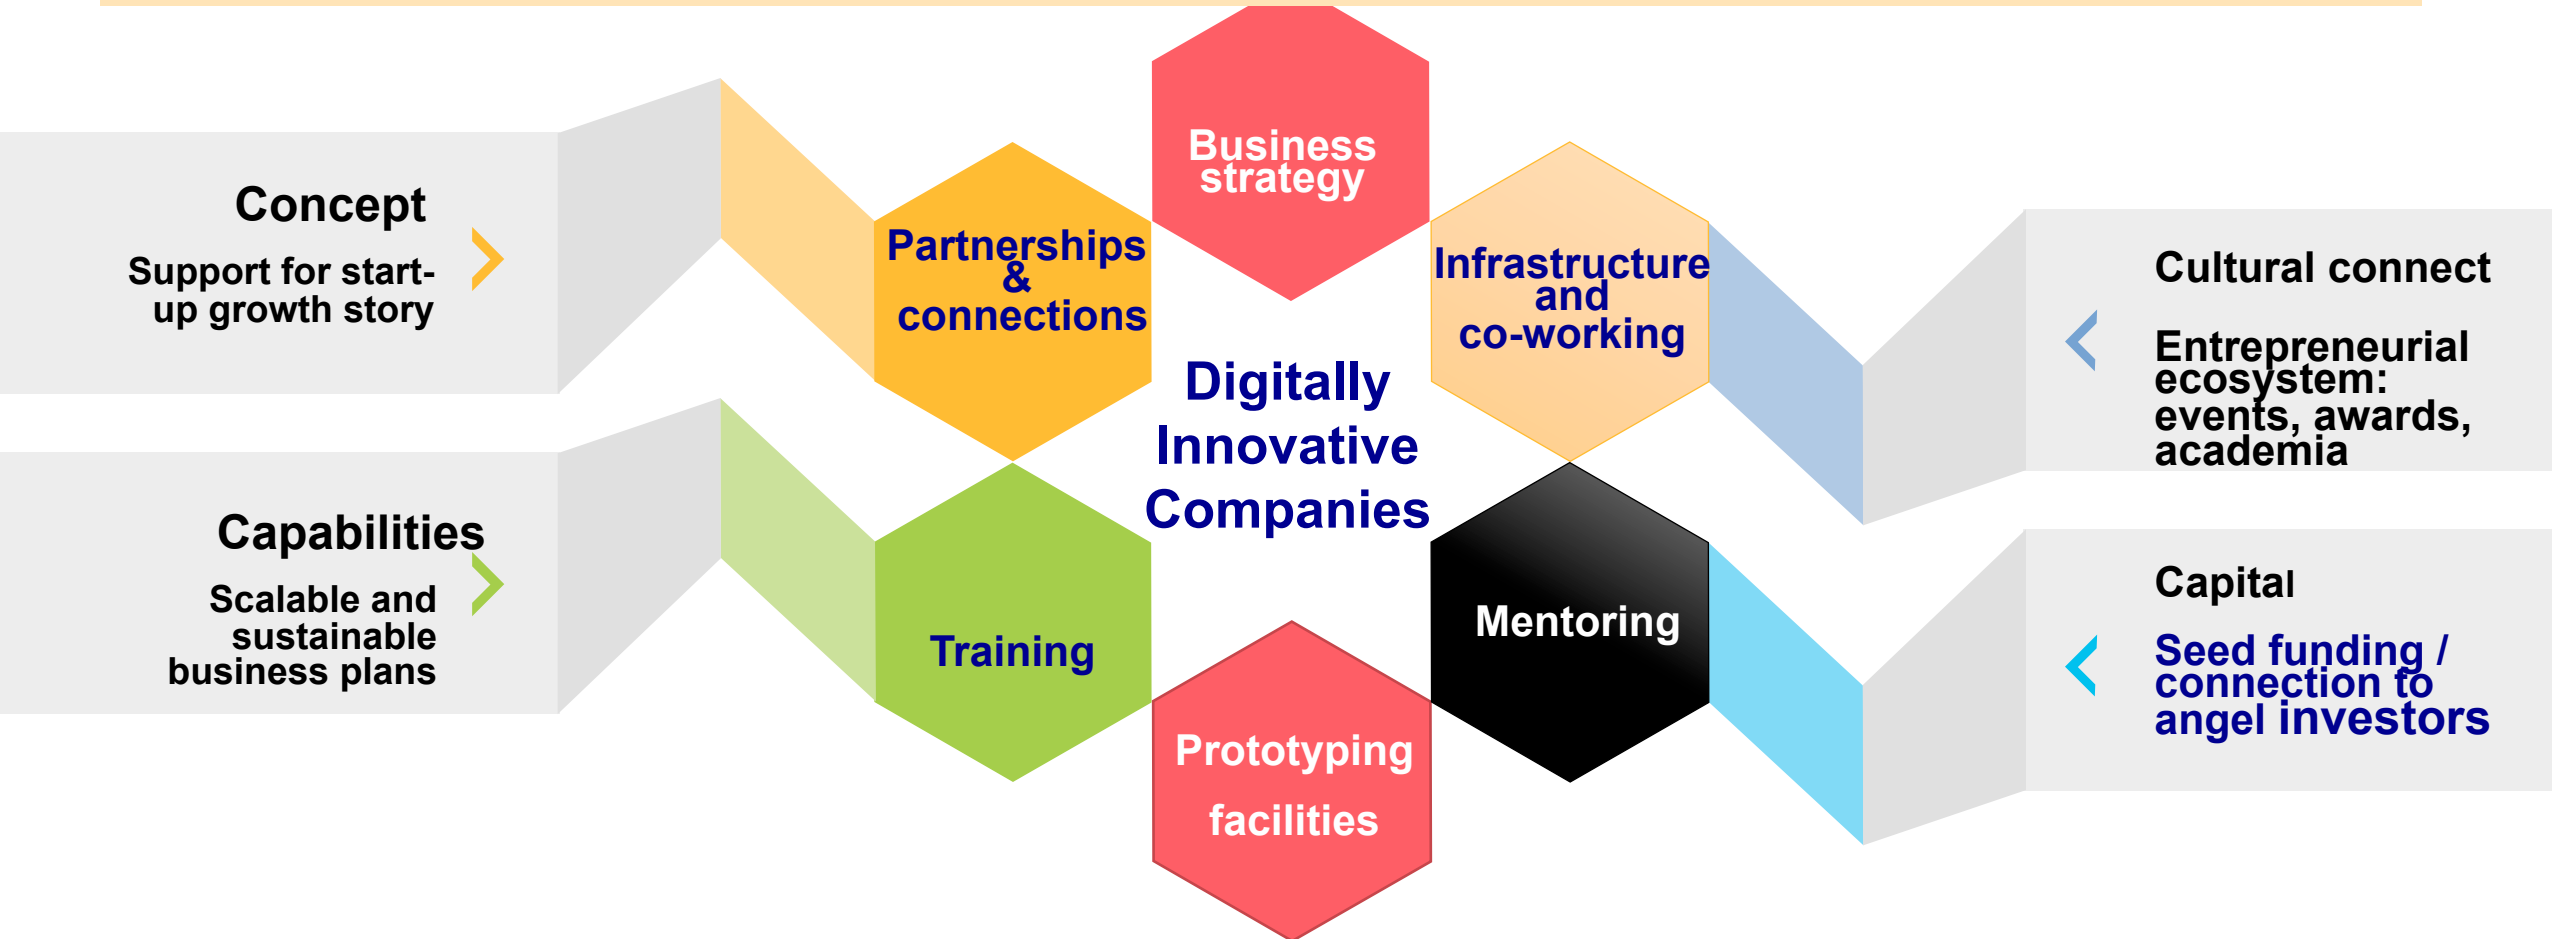 Business
strategy
Concept
Support for start-
up growth story
Partnerships
&
connections
Infrastructure
and
co-working
Cultural connect
Entrepreneurial
ecosystem:
events, awards,
academia
Digitally
Innovative
Companies
Capabilities
Scalable and
sustainable
business plans
Training
Mentoring
Capital
Seed funding /
connection to
angel investors
Prototyping
facilities